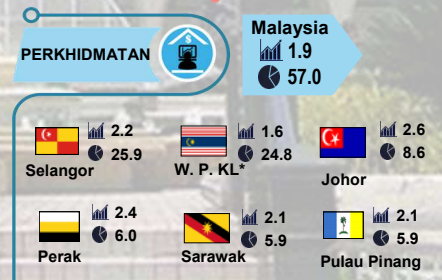 Malaysia
PERKHIDMATAN
1.9
57.0
2.2
25.9
Selangor
1.6
24.8
W. P. KL*
2.6
8.6
Johor
2.4
6.0
Perak
2.1
5.9
Sarawak
2.1
5.9
Pulau Pinang